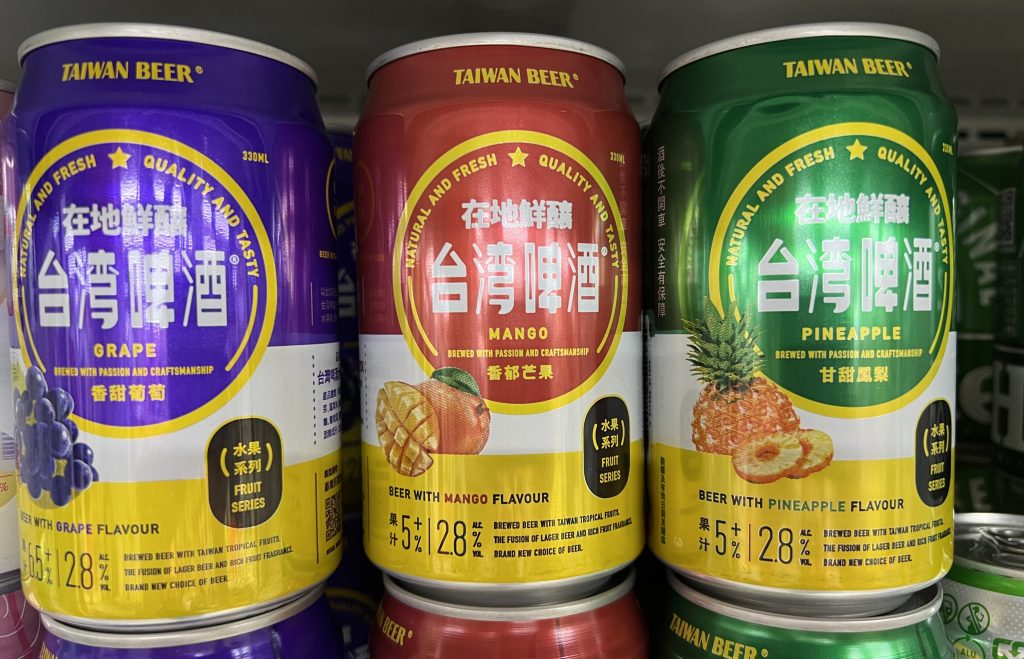 TAIWAN BEER®
330ML
NATURAL AND FRESH ★ QUALITY AND TASTY
在地鮮釀
台湾啤酒®
GRAPE
BREWED WITH PASSION AND CRAFTSMANSHIP
香甜葡萄
(水果系列)
FRUIT
SERIES
BEER WITH GRAPE FLAVOUR
果汁 6.5%+ | 2.8% ALC. VOL.
BREWED BEER WITH TAIWAN TROPICAL FRUITS.
THE FUSION OF LAGER BEER AND RICH FRUIT FRAGRANCE.
BRAND NEW CHOICE OF BEER.
TAIWAN BEER®
330ML
NATURAL AND FRESH ★ QUALITY AND TASTY
在地鮮釀
台湾啤酒®
MANGO
BREWED WITH PASSION AND CRAFTSMANSHIP
香郁芒果
(水果系列)
FRUIT
SERIES
BEER WITH MANGO FLAVOUR
果汁 5%+ | 2.8% ALC. VOL.
BREWED BEER WITH TAIWAN TROPICAL FRUITS.
THE FUSION OF LAGER BEER AND RICH FRUIT FRAGRANCE.
BRAND NEW CHOICE OF BEER.
TAIWAN BEER®
330ML
酒後不開車 安全有保障
NATURAL AND FRESH ★ QUALITY AND TASTY
在地鮮釀
台湾啤酒®
PINEAPPLE
BREWED WITH PASSION AND CRAFTSMANSHIP
甘甜鳳梨
(水果系列)
FRUIT
SERIES
BEER WITH PINEAPPLE FLAVOUR
果汁 5%+ | 2.8% ALC. VOL.
BREWED BEER WITH TAIWAN TROPICAL FRUITS.
THE FUSION OF LAGER BEER AND RICH FRUIT FRAGRANCE.
BRAND NEW CHOICE OF BEER.
BEER®
TAIWAN BEER®